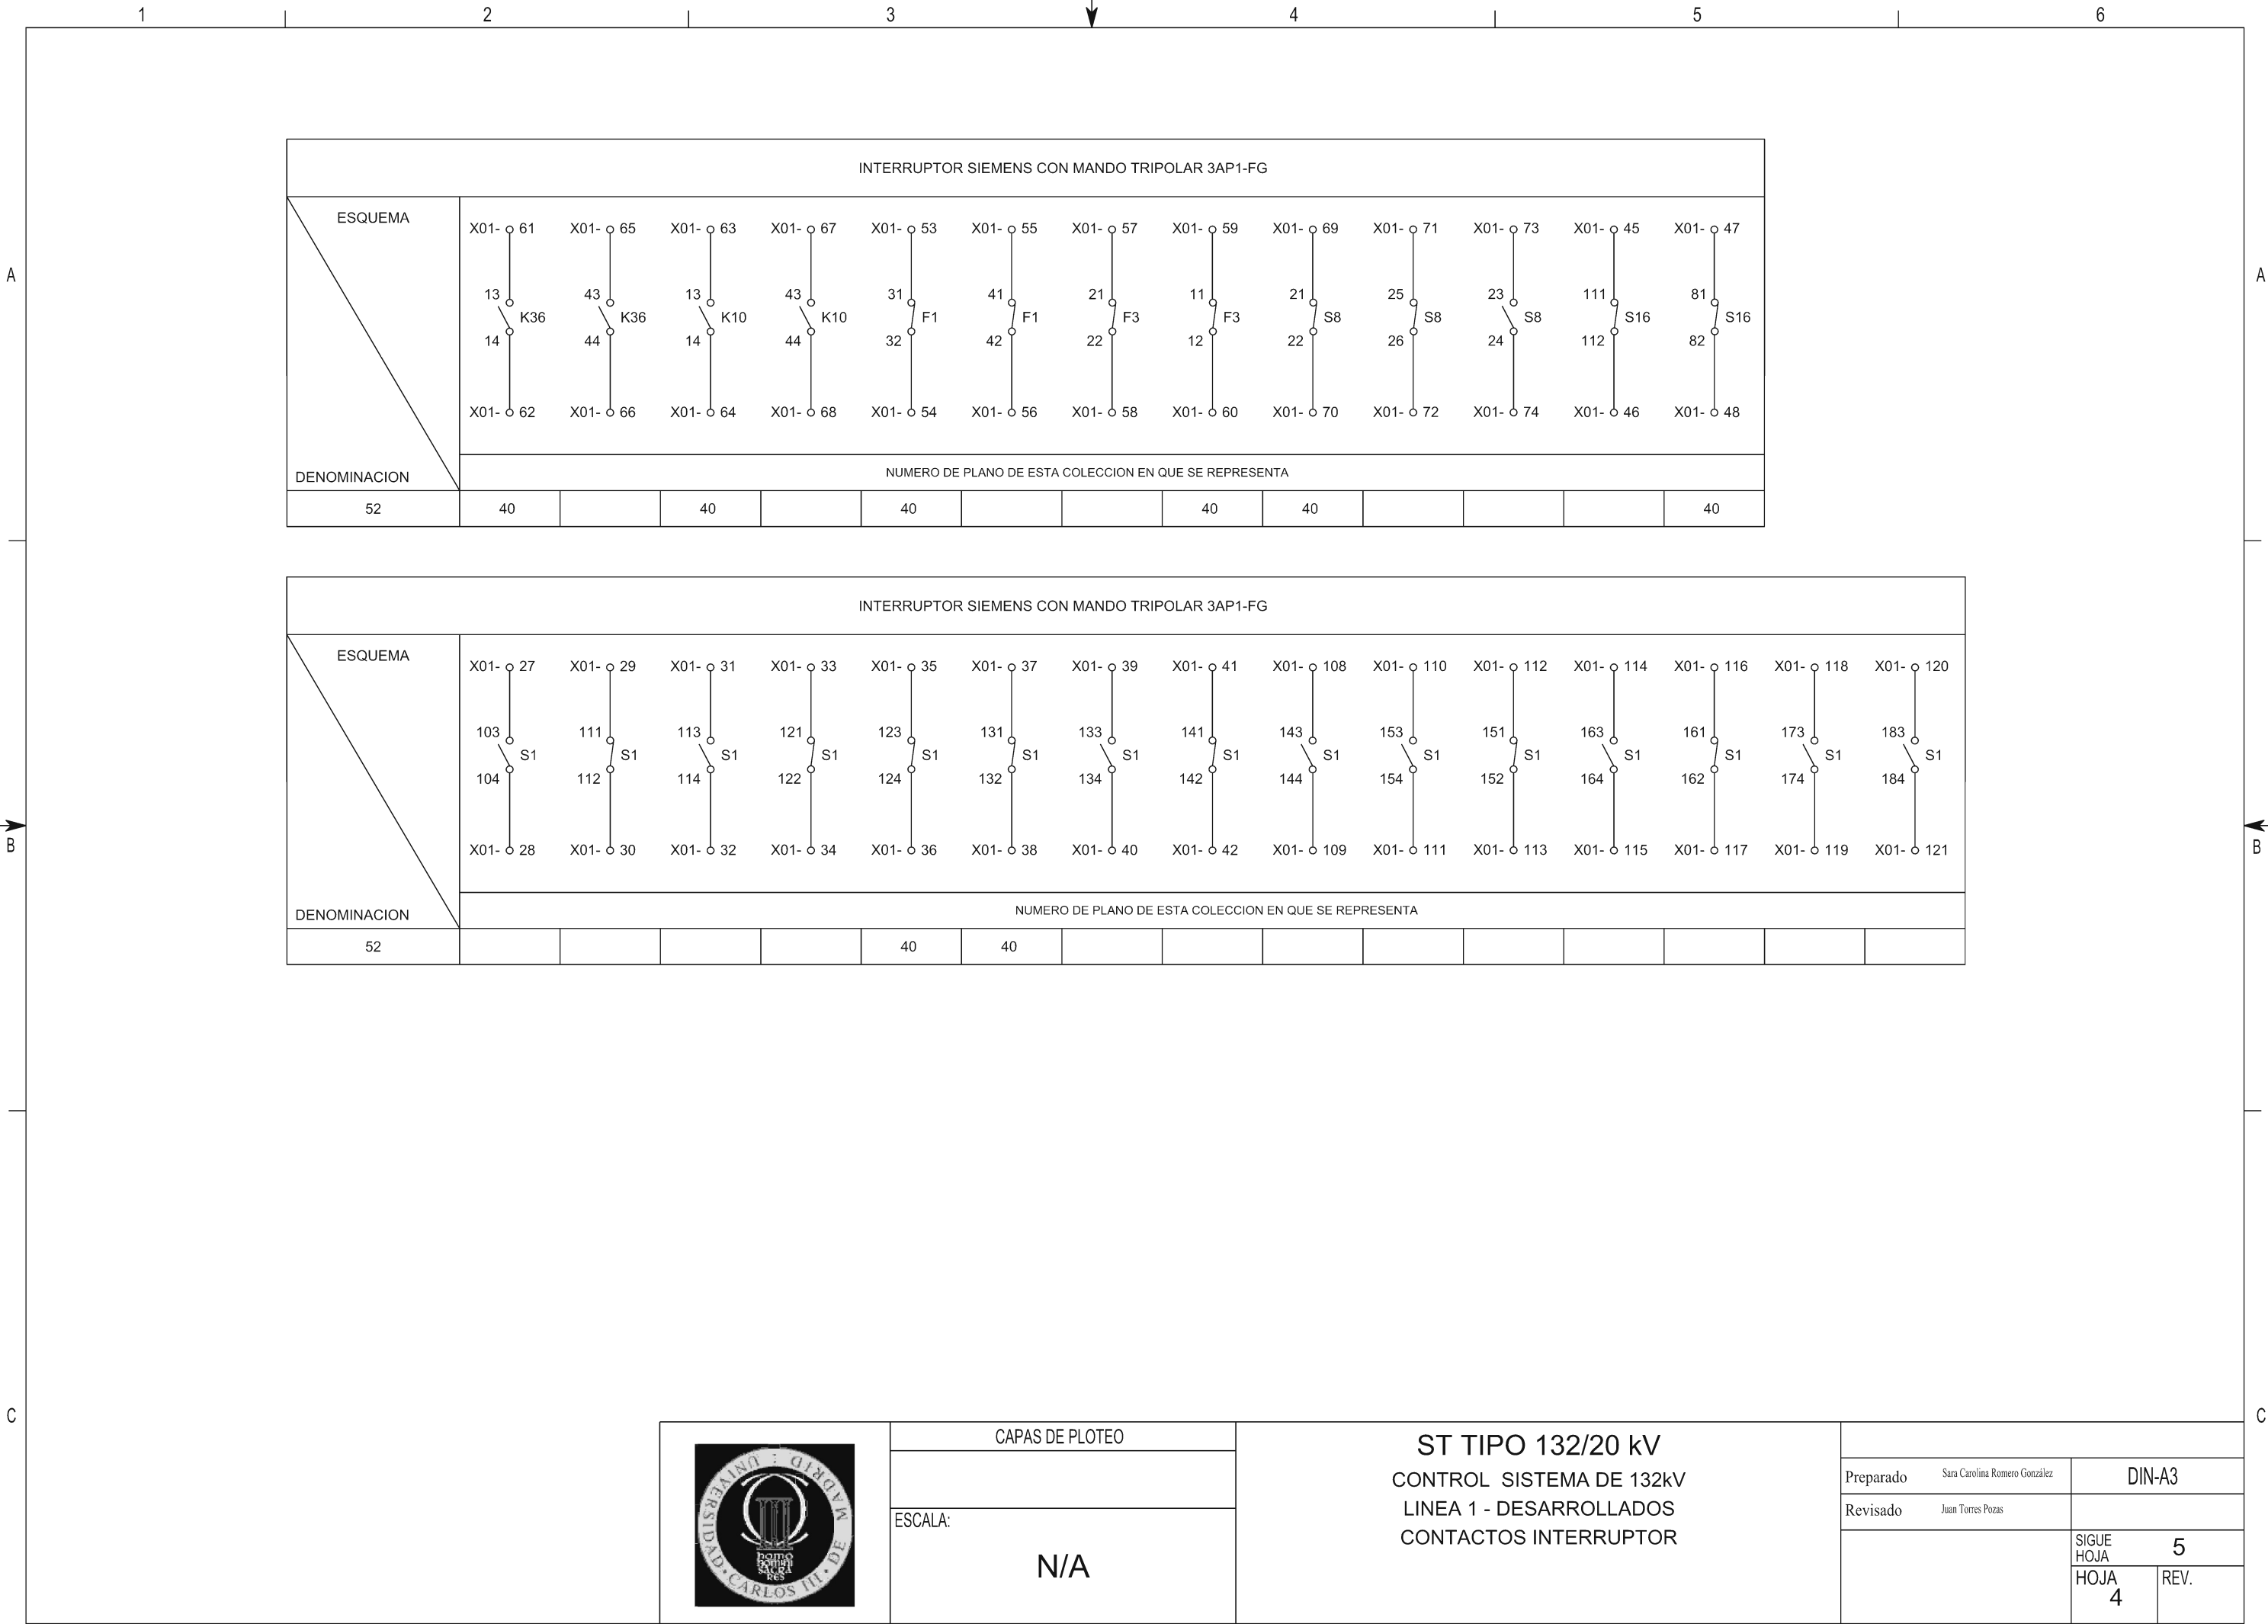 1 2 3 4 5 6
INTERRUPTOR SIEMENS CON MANDO TRIPOLAR 3AP1-FG
ESQUEMA
X01- 61 X01- 65 X01- 63 X01- 67 X01- 53 X01- 55 X01- 57 X01- 59 X01- 69 X01- 71 X01- 73 X01- 45 X01- 47
A A
13 43 13 43 31 41 21 11 21 25 23 111 81
K36 K36 K10 K10 F1 F1 F3 F3 S8 S8 S8 S16 S16
14 44 14 44 32 42 22 12 22 26 24 112 82
X01- 62 X01- 66 X01- 64 X01- 68 X01- 54 X01- 56 X01- 58 X01- 60 X01- 70 X01- 72 X01- 74 X01- 46 X01- 48
DENOMINACION
NUMERO DE PLANO DE ESTA COLECCION EN QUE SE REPRESENTA
52 40 40 40 40 40 40
INTERRUPTOR SIEMENS CON MANDO TRIPOLAR 3AP1-FG
ESQUEMA
X01- 27 X01- 29 X01- 31 X01- 33 X01- 35 X01- 37 X01- 39 X01- 41 X01- 108 X01- 110 X01- 112 X01- 114 X01- 116 X01- 118 X01- 120
103 111 113 121 123 131 133 141 143 153 151 163 161 173 183
S1 S1 S1 S1 S1 S1 S1 S1 S1 S1 S1 S1 S1 S1 S1
104 112 114 122 124 132 134 142 144 154 152 164 162 174 184
B B
X01- 28 X01- 30 X01- 32 X01- 34 X01- 36 X01- 38 X01- 40 X01- 42 X01- 109 X01- 111 X01- 113 X01- 115 X01- 117 X01- 119 X01- 121
DENOMINACION
NUMERO DE PLANO DE ESTA COLECCION EN QUE SE REPRESENTA
52 40 40
C C
UNIVERSIDAD · CARLOS III · DE MADRID
homo
homini
sacra
res
CAPAS DE PLOTEO
ESCALA:
N/A
ST TIPO 132/20 kV
CONTROL SISTEMA DE 132kV
LINEA 1 - DESARROLLADOS
CONTACTOS INTERRUPTOR
Preparado Sara Carolina Romero González DIN-A3
Revisado Juan Torres Pozas
SIGUE
HOJA 5
HOJA
4
REV.